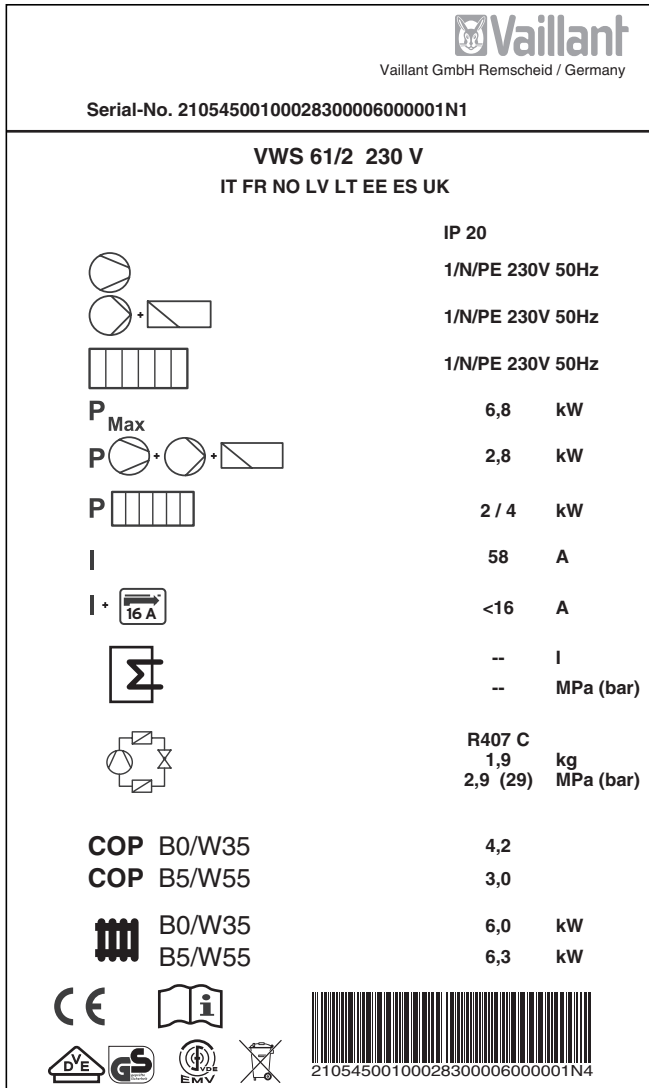 Vaillant
Vaillant GmbH Remscheid / Germany
Serial-No. 21054500100028300006000001N1
VWS 61/2 230 V
IT FR NO LV LT EE ES UK
IP 20
1/N/PE 230V 50Hz
+ 1/N/PE 230V 50Hz
1/N/PE 230V 50Hz
P Max 6,8 kW
P + + 2,8 kW
P 2 / 4 kW
I 58 A
I + 16 A <16 A
-- l
-- MPa (bar)
R407 C
1,9 kg
2,9 (29) MPa (bar)
COP B0/W35 4,2
COP B5/W55 3,0
B0/W35 6,0 kW
B5/W55 6,3 kW
CE i
DVE GS geprüfte Sicherheit VDE EMV
21054500100028300006000001N4